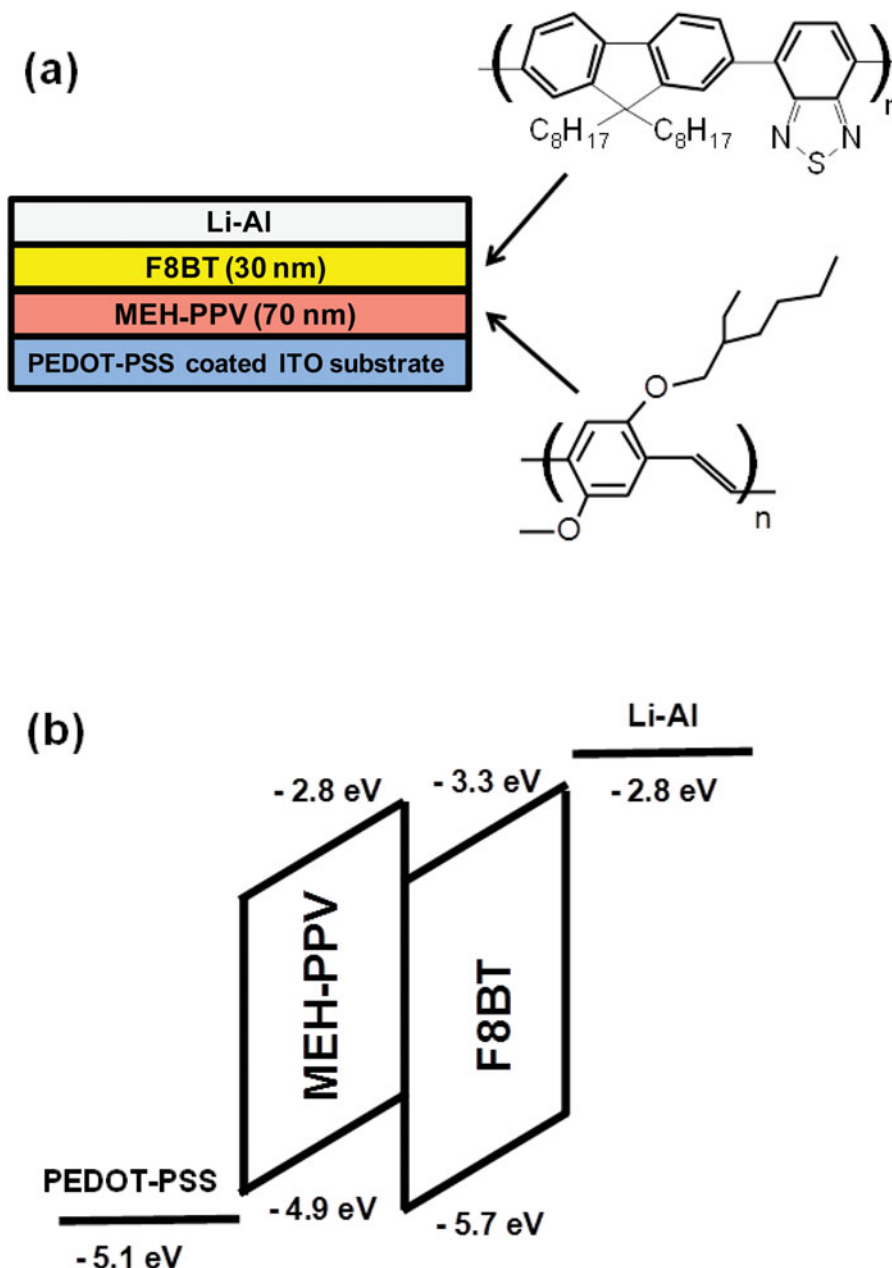 (a)
n
C8H17 C8H17
N S N
Li-Al
F8BT (30 nm)
MEH-PPV (70 nm)
PEDOT-PSS coated ITO substrate
O
O
n
(b)
Li-Al
- 2.8 eV
- 3.3 eV
- 2.8 eV
MEH-PPV
F8BT
PEDOT-PSS
- 4.9 eV
- 5.7 eV
- 5.1 eV